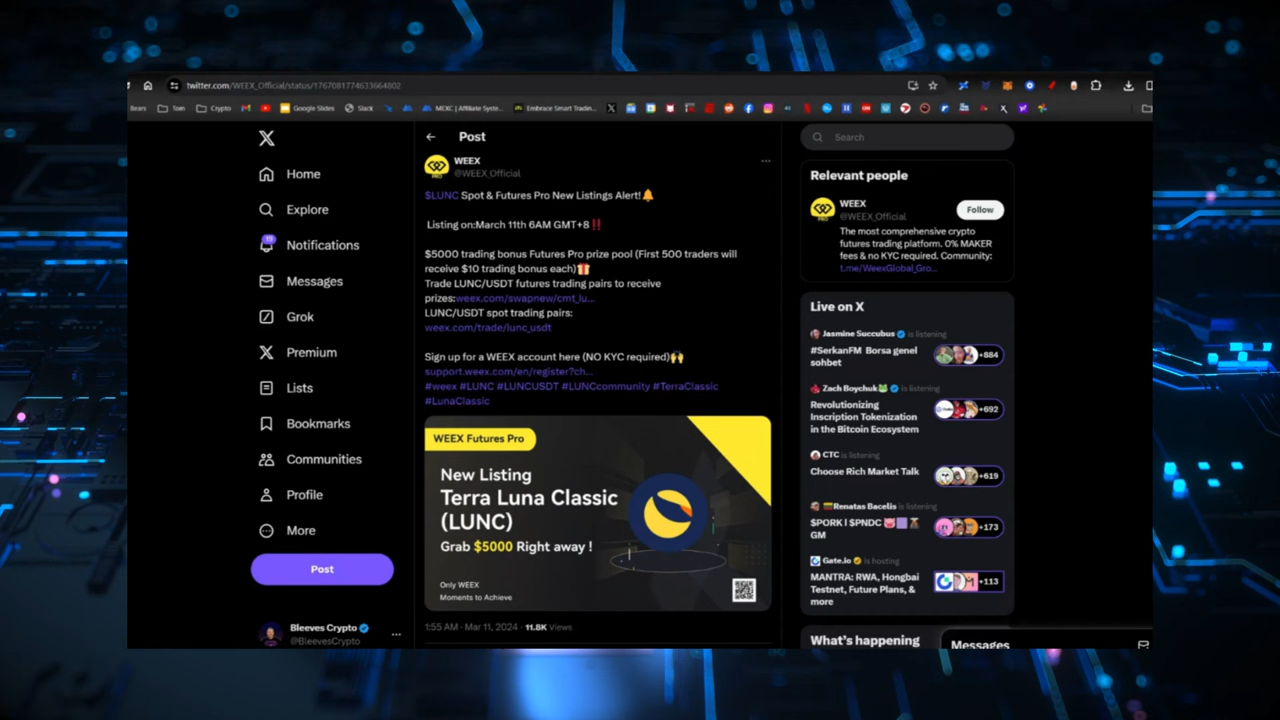 twitter.com/WEEX_Official/status/1767081774633664802
Bears
Tom
Crypto
Google Slides
Slack
MEXC | Affiliate Syste...
Embrace Smart Trading...
Home
Explore
Notifications
Messages
Grok
Premium
Lists
Bookmarks
Communities
Profile
More
Post
Bleeves Crypto
@BleevesCrypto
Post
WEEX
@WEEX_Official
$LUNC Spot & Futures Pro New Listings Alert!🔔
Listing on:March 11th 6AM GMT+8‼️
$5000 trading bonus Futures Pro prize pool (First 500 traders will
receive $10 trading bonus each)🎁
Trade LUNC/USDT futures trading pairs to receive
prizes:weex.com/swapnew/cmt_lu...
LUNC/USDT spot trading pairs:
weex.com/trade/lunc_usdt
Sign up for a WEEX account here (NO KYC required)🙌
support.weex.com/en/register?ch...
#weex #LUNC #LUNCUSDT #LUNCcommunity #TerraClassic
#LunaClassic
WEEX Futures Pro
New Listing
Terra Luna Classic
(LUNC)
Grab $5000 Right away !
Only WEEX
Moments to Achieve
1:55 AM · Mar 11, 2024 · 11.8K Views
Search
Relevant people
WEEX
@WEEX_Official
Follow
The most comprehensive crypto
futures trading platform. 0% MAKER
fees & no KYC required. Community:
t.me/WeexGlobal_Gro...
Live on X
Jasmine Succubus is listening
#SerkanFM Borsa genel
sohbet
+884
Zach Boychuk is listening
Revolutionizing
Inscription Tokenization
in the Bitcoin Ecosystem
+692
CTC is listening
Choose Rich Market Talk
+619
Renatas Bacelis is listening
$PORK I $PNDC
GM
+173
Gate.io is hosting
MANTRA: RWA, Hongbai
Testnet, Future Plans, &
more
+113
What's happening
Messages